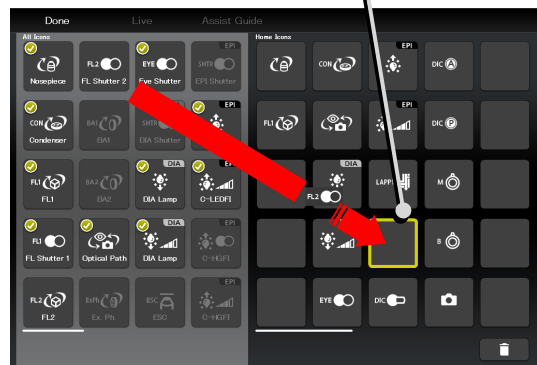 Done Live Assist Guide
All Icons Home Icons
EPI EPI
FL2 EYE SHTR CON DIC A
Nosepiece FL Shutter 2 Eye Shutter EPI Shutter
EPI EPI
CON BA1 SHTR FL1 DIC P
Condenser BA1 DIA Shutter
DIA EPI DIA
FL1 BA2 LAPP M
FL2
FL1 BA2 DIA Lamp C-LEDFI
DIA EPI
FL1 B
FL Shutter 1 Optical Path DIA Lamp C-HGFI
EPI
FL2 ExPh ESC EYE DIC
FL2 Ex. Ph. ESC C-HGFI